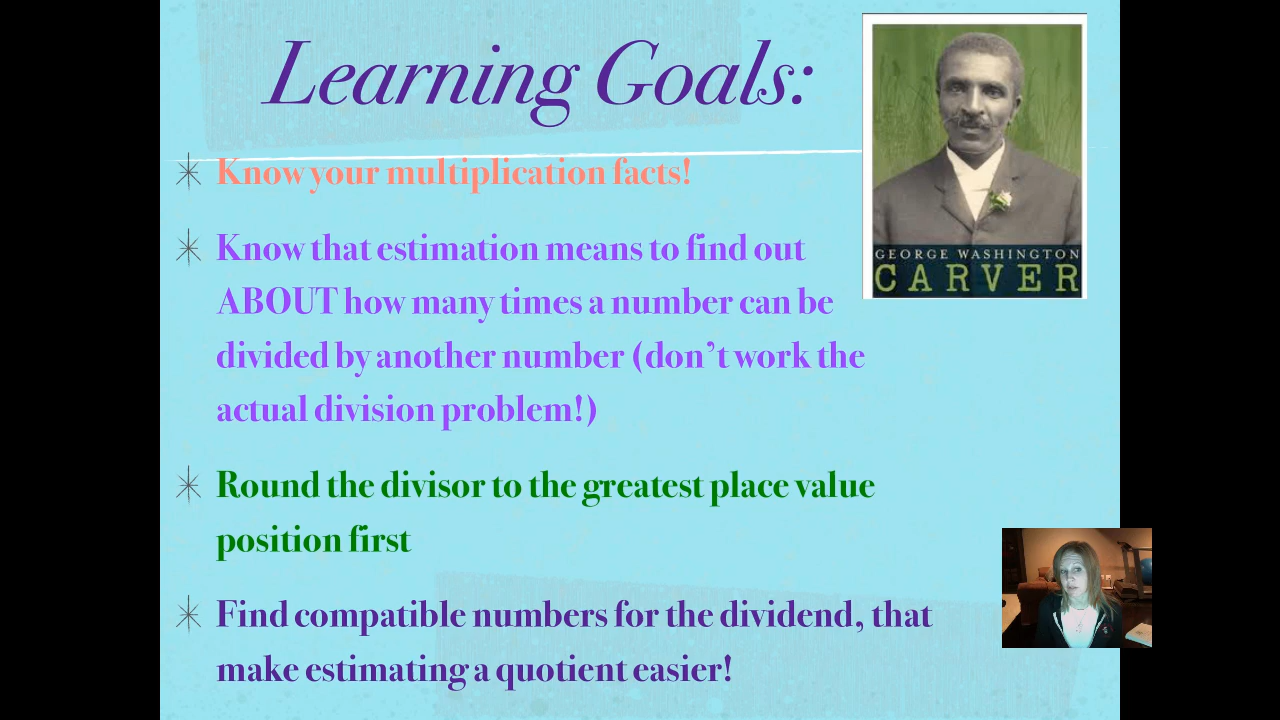 Learning Goals:
Know your multiplication facts!
Know that estimation means to find out
ABOUT how many times a number can be
divided by another number (don't work the
actual division problem!)
Round the divisor to the greatest place value
position first
Find compatible numbers for the dividend, that
make estimating a quotient easier!
GEORGE WASHINGTON
CARVER